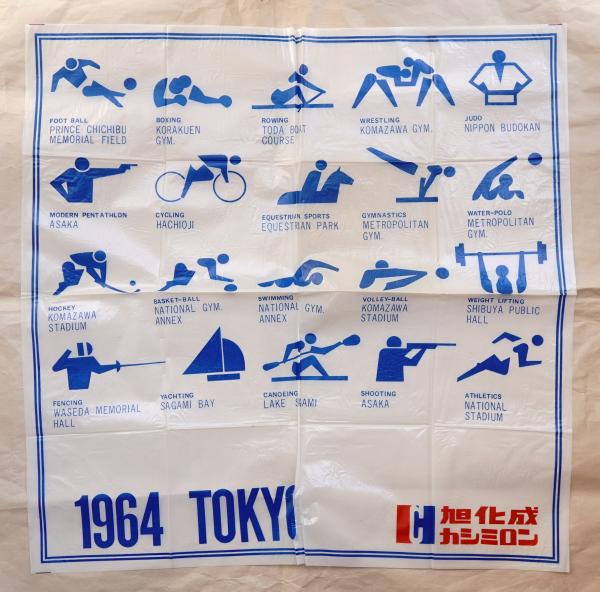 FOOT BALL
PRINCE CHICHIBU
MEMORIAL FIELD
BOXING
KORAKUEN
GYM.
ROWING
TODA BOAT
COURSE
WRESTLING
KOMAZAWA GYM.
JUDO
NIPPON BUDOKAN
MODERN PENTATHLON
ASAKA
CYCLING
HACHIOJI
EQUESTRIAN SPORTS
EQUESTRIAN PARK
GYMNASTICS
METROPOLITAN
GYM.
WATER-POLO
METROPOLITAN
GYM.
HOCKEY
KOMAZAWA
STADIUM
BASKET-BALL
NATIONAL GYM.
ANNEX
SWIMMING
NATIONAL GYM.
ANNEX
VOLLEY-BALL
KOMAZAWA
STADIUM
WEIGHT LIFTING
SHIBUYA PUBLIC
HALL
FENCING
WASEDA MEMORIAL
HALL
YACHTING
SAGAMI BAY
CANOEING
LAKE
SHOOTING
ASAKA
ATHLETICS
NATIONAL
STADIUM
1964 TOKYO
旭化成
カシミロン